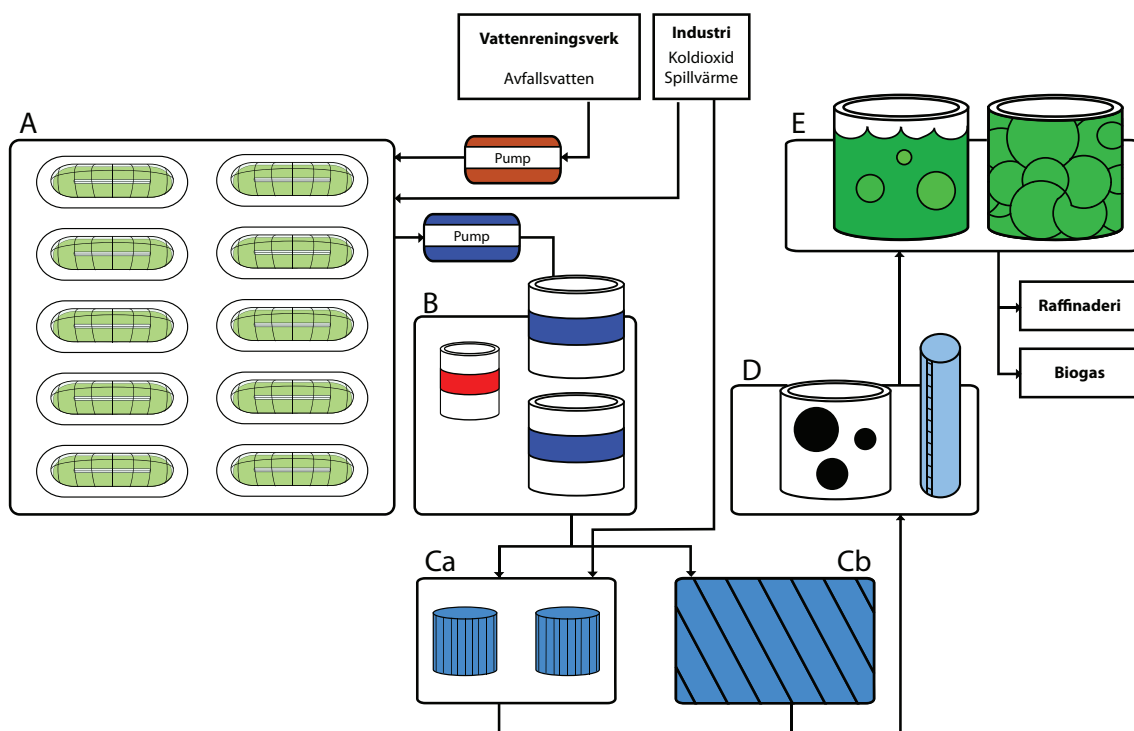 Vattenreningsverk
Avfallsvatten
Industri
Koldioxid
Spillvärme
A
Pump
E
Pump
B
Raffinaderi
D
Biogas
Ca
Cb